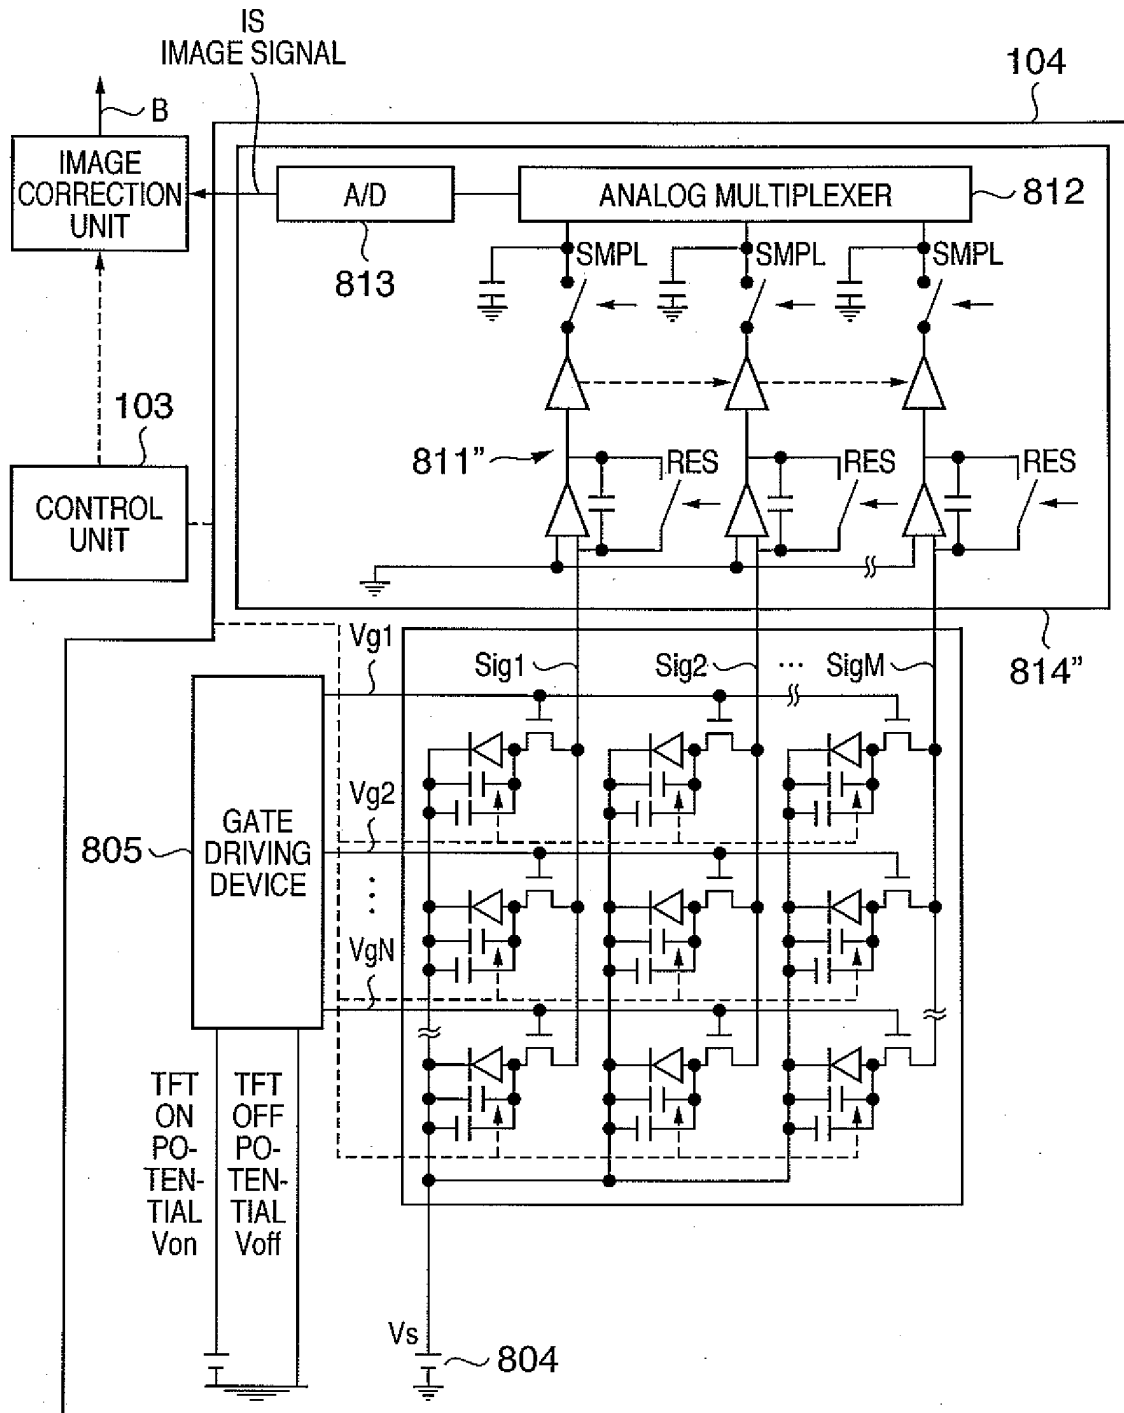 IS
IMAGE SIGNAL
104
B
IMAGE
CORRECTION
UNIT
A/D
ANALOG MULTIPLEXER
812
813
SMPL
SMPL
SMPL
103
811”
RES
RES
RES
CONTROL
UNIT
Vg1
Sig1
Sig2
...
SigM
814”
Vg2
805
GATE
DRIVING
DEVICE
...
VgN
TFT
ON
PO-
TEN-
TIAL
Von
TFT
OFF
PO-
TEN-
TIAL
Voff
Vs
804